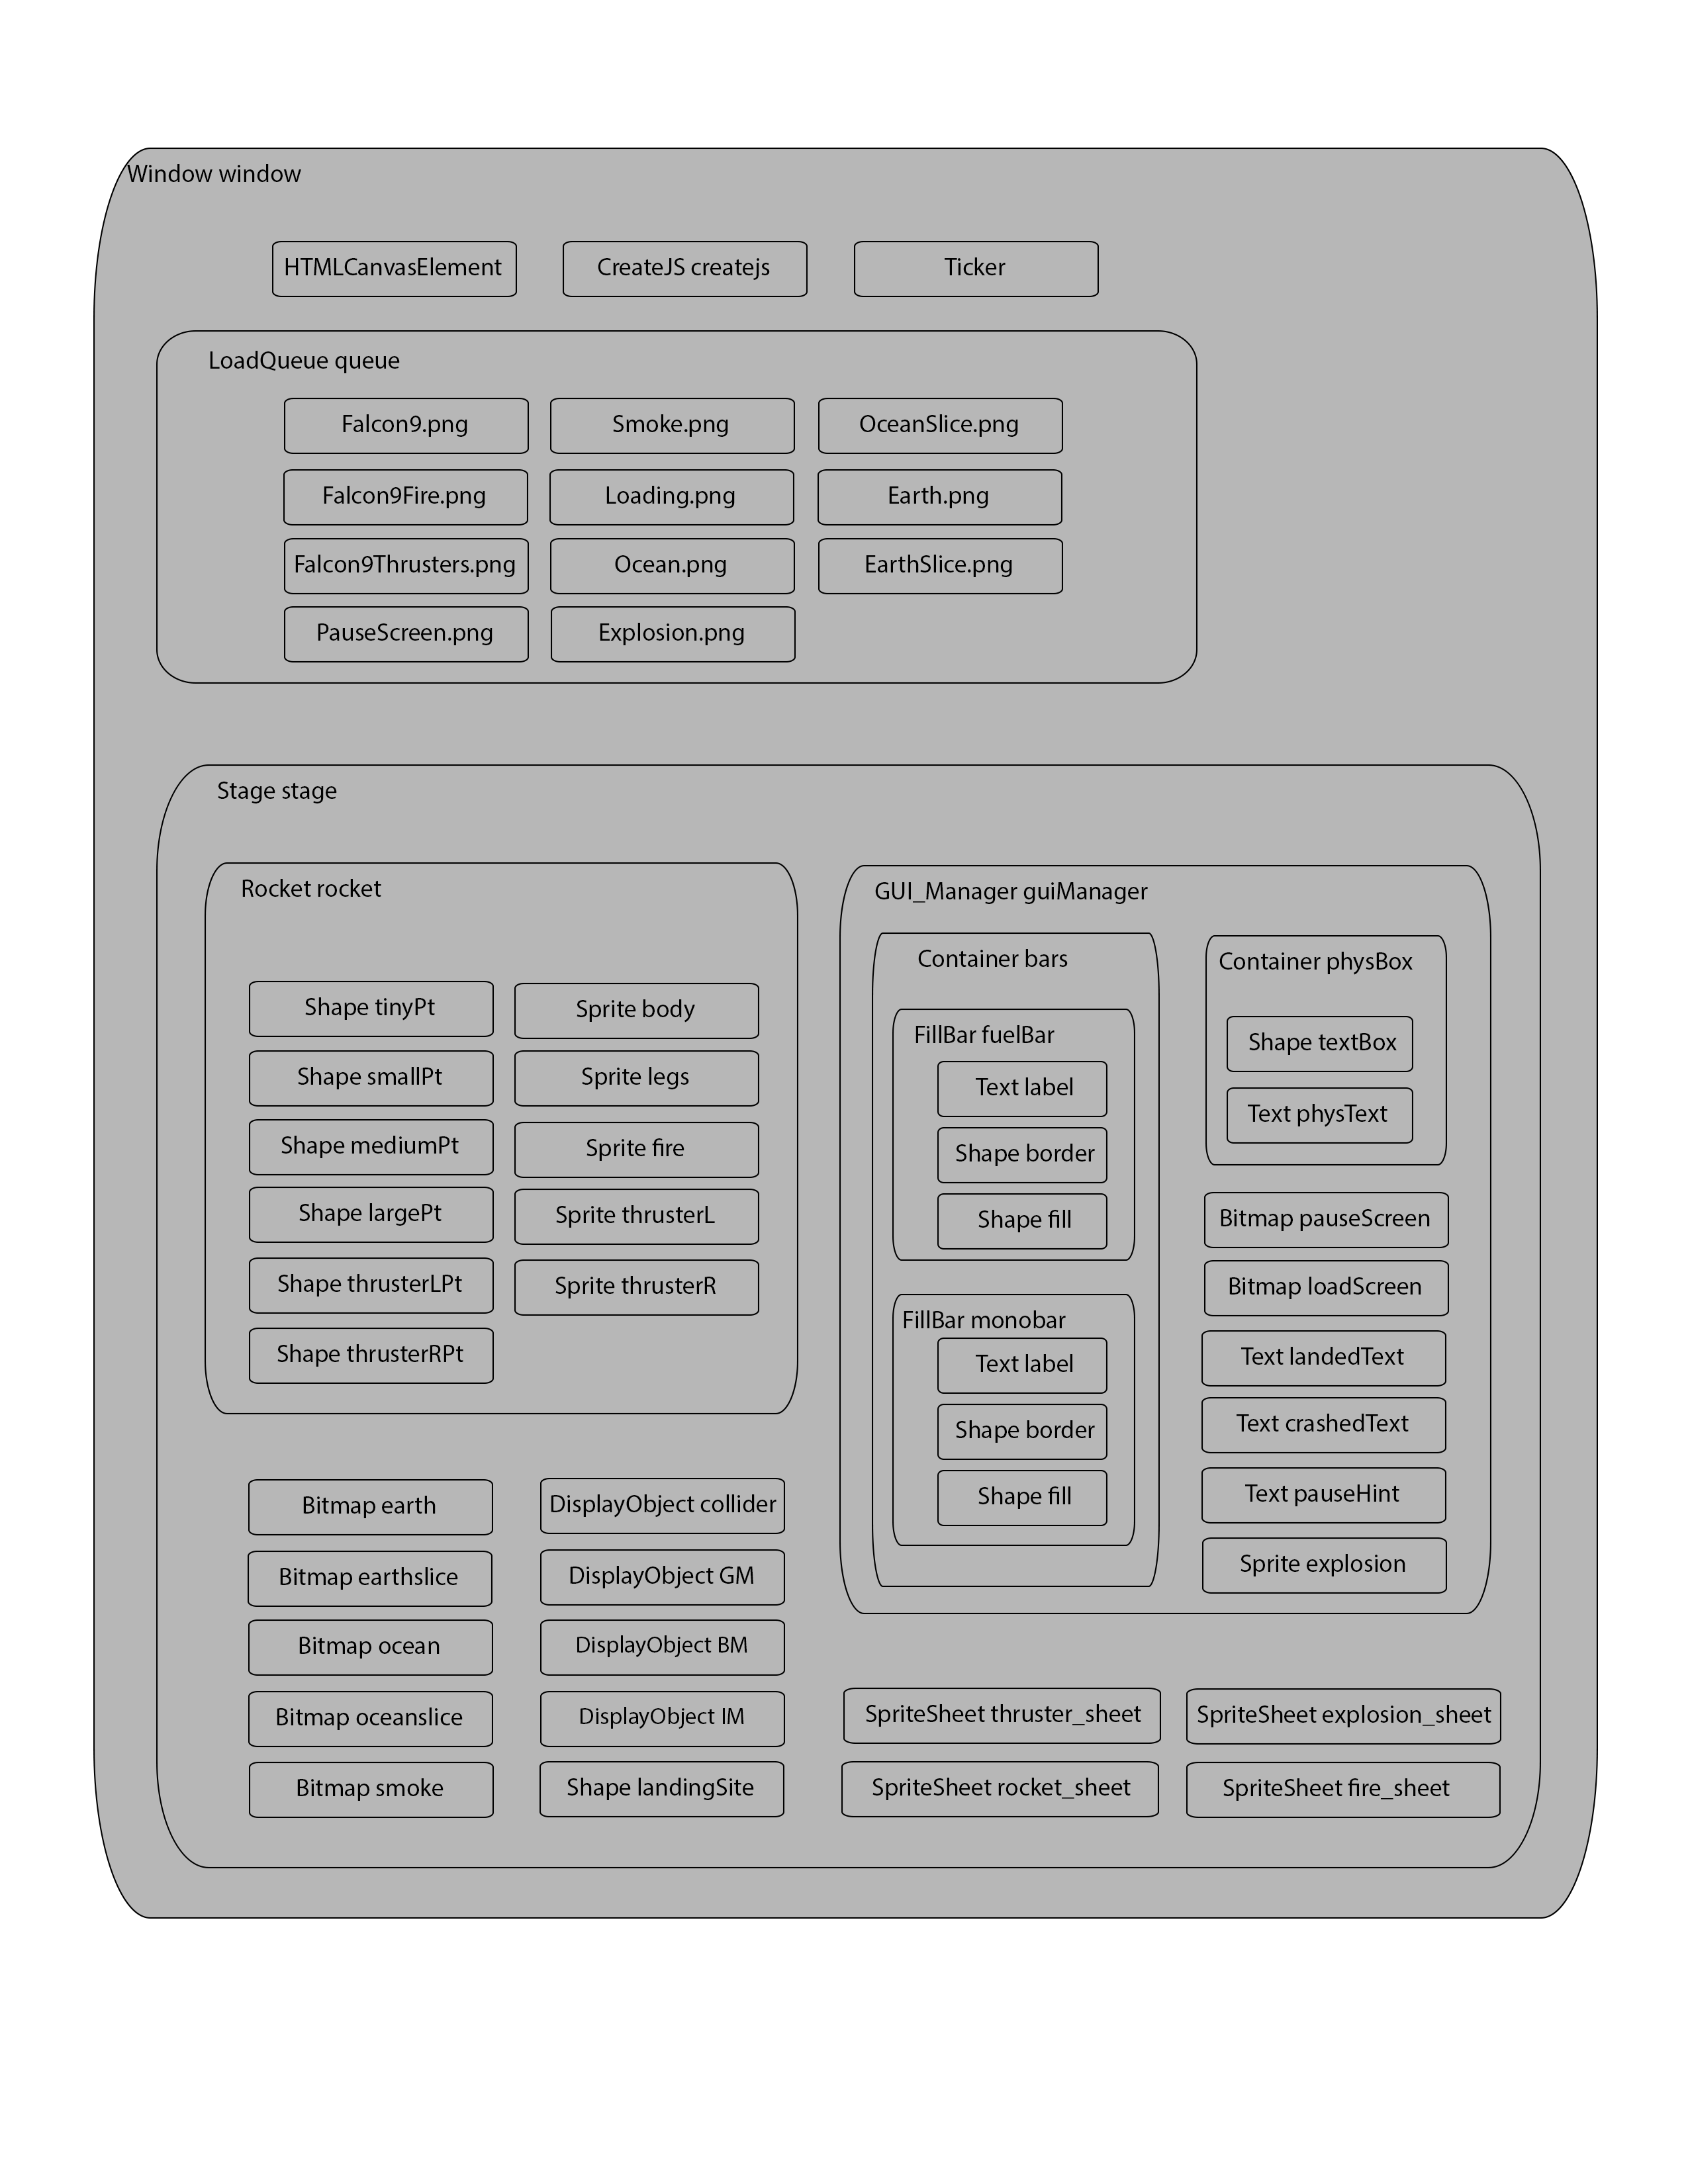 Window window
HTMLCanvasElement
CreateJS createjs
Ticker
LoadQueue queue
Falcon9.png
Smoke.png
OceanSlice.png
Falcon9Fire.png
Loading.png
Earth.png
Falcon9Thrusters.png
Ocean.png
EarthSlice.png
PauseScreen.png
Explosion.png
Stage stage
Rocket rocket
Shape tinyPt
Sprite body
Shape smallPt
Sprite legs
Shape mediumPt
Sprite fire
Shape largePt
Sprite thrusterL
Shape thrusterLPt
Sprite thrusterR
Shape thrusterRPt
GUI_Manager guiManager
Container bars
FillBar fuelBar
Text label
Shape border
Shape fill
FillBar monobar
Text label
Shape border
Shape fill
Container physBox
Shape textBox
Text physText
Bitmap pauseScreen
Bitmap loadScreen
Text landedText
Text crashedText
Text pauseHint
Sprite explosion
Bitmap earth
DisplayObject collider
Bitmap earthslice
DisplayObject GM
Bitmap ocean
DisplayObject BM
Bitmap oceanslice
DisplayObject IM
Bitmap smoke
Shape landingSite
SpriteSheet thruster_sheet
SpriteSheet explosion_sheet
SpriteSheet rocket_sheet
SpriteSheet fire_sheet